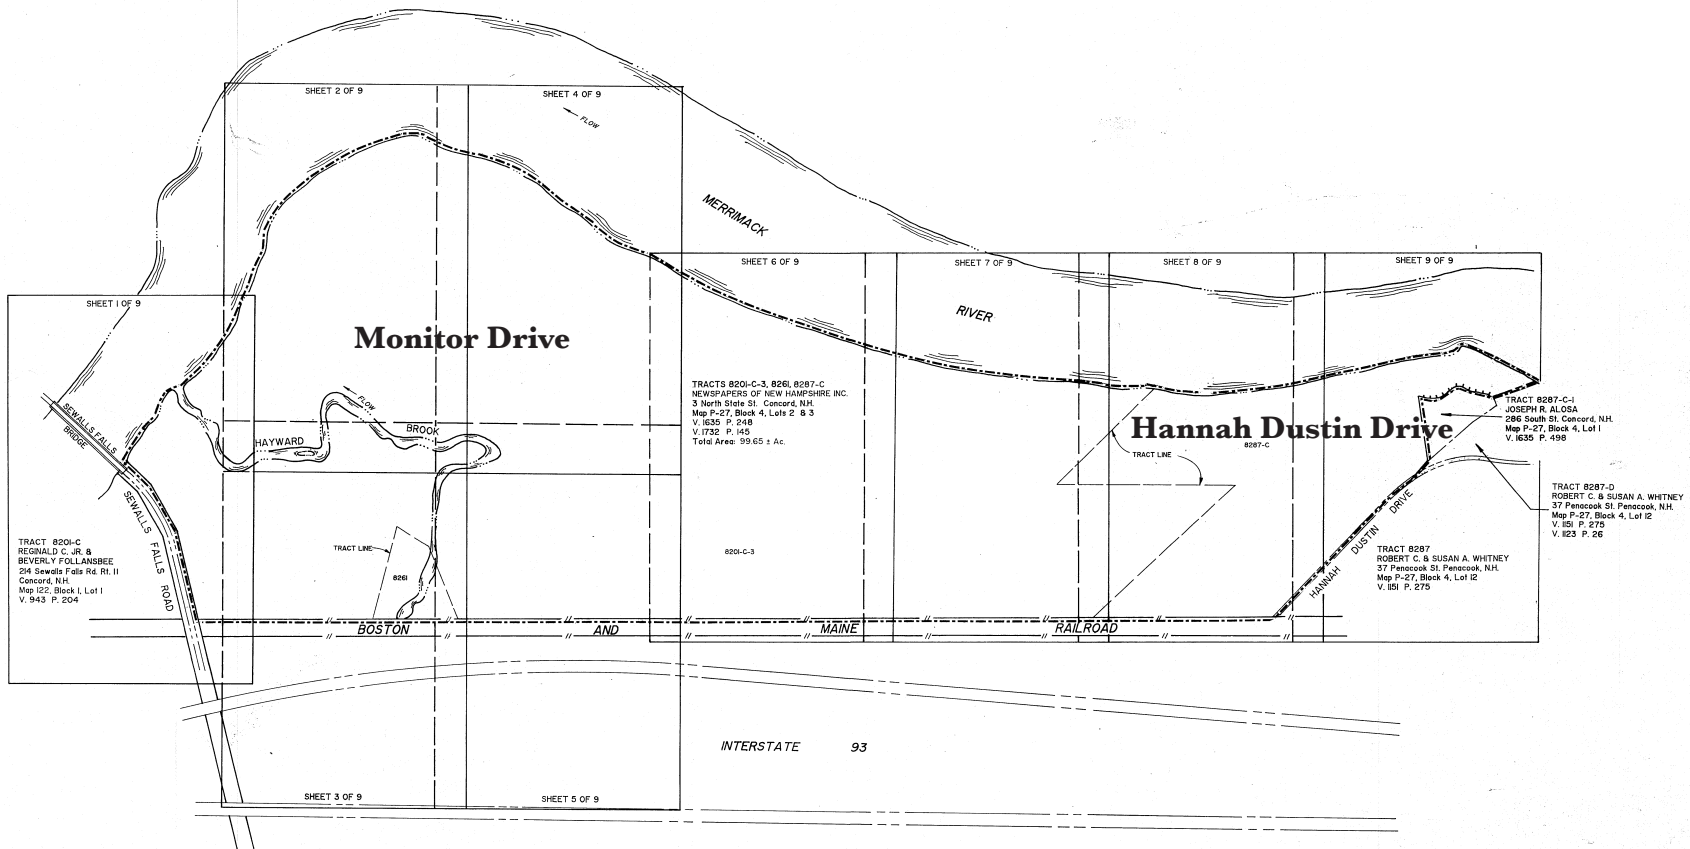 SHEET 2 OF 9
SHEET 4 OF 9
FLOW
MERRIMACK
RIVER
SHEET 6 OF 9
SHEET 7 OF 9
SHEET 8 OF 9
SHEET 9 OF 9
SHEET 1 OF 9
Monitor Drive
Hannah Dustin Drive
SEWALLS FALLS
BRIDGE
FLOW
HAYWARD
BROOK
TRACTS 8201-C-3, 8261, 8287-C
NEWSPAPERS OF NEW HAMPSHIRE INC.
3 North State St. Concord, N.H.
Map P-27, Block 4, Lots 2 & 3
V. 1635 P. 248
V. 1732 P. 145
Total Area: 99.65 ± Ac.
8287-C
TRACT LINE
TRACT 8287-C-1
JOSEPH R. ALOSA
286 South St. Concord, N.H.
Map P-27, Block 4, Lot 1
V. 1635 P. 498
TRACT 8287-D
ROBERT C. & SUSAN A. WHITNEY
37 Penacook St. Penacook, N.H.
Map P-27, Block 4, Lot 12
V. 1151 P. 275
V. 1123 P. 26
SEWALLS FALLS ROAD
TRACT 8201-C
REGINALD C. JR. &
BEVERLY FOLLANSBEE
214 Sewalls Falls Rd. Rt. 11
Concord, N.H.
Map 122, Block 1, Lot 1
V. 943 P. 204
TRACT LINE
8261
8201-C-3
HANNAH DUSTIN DRIVE
TRACT 8287
ROBERT C. & SUSAN A. WHITNEY
37 Penacook St. Penacook, N.H.
Map P-27, Block 4, Lot 12
V. 1151 P. 275
BOSTON AND MAINE RAILROAD
INTERSTATE 93
SHEET 3 OF 9
SHEET 5 OF 9